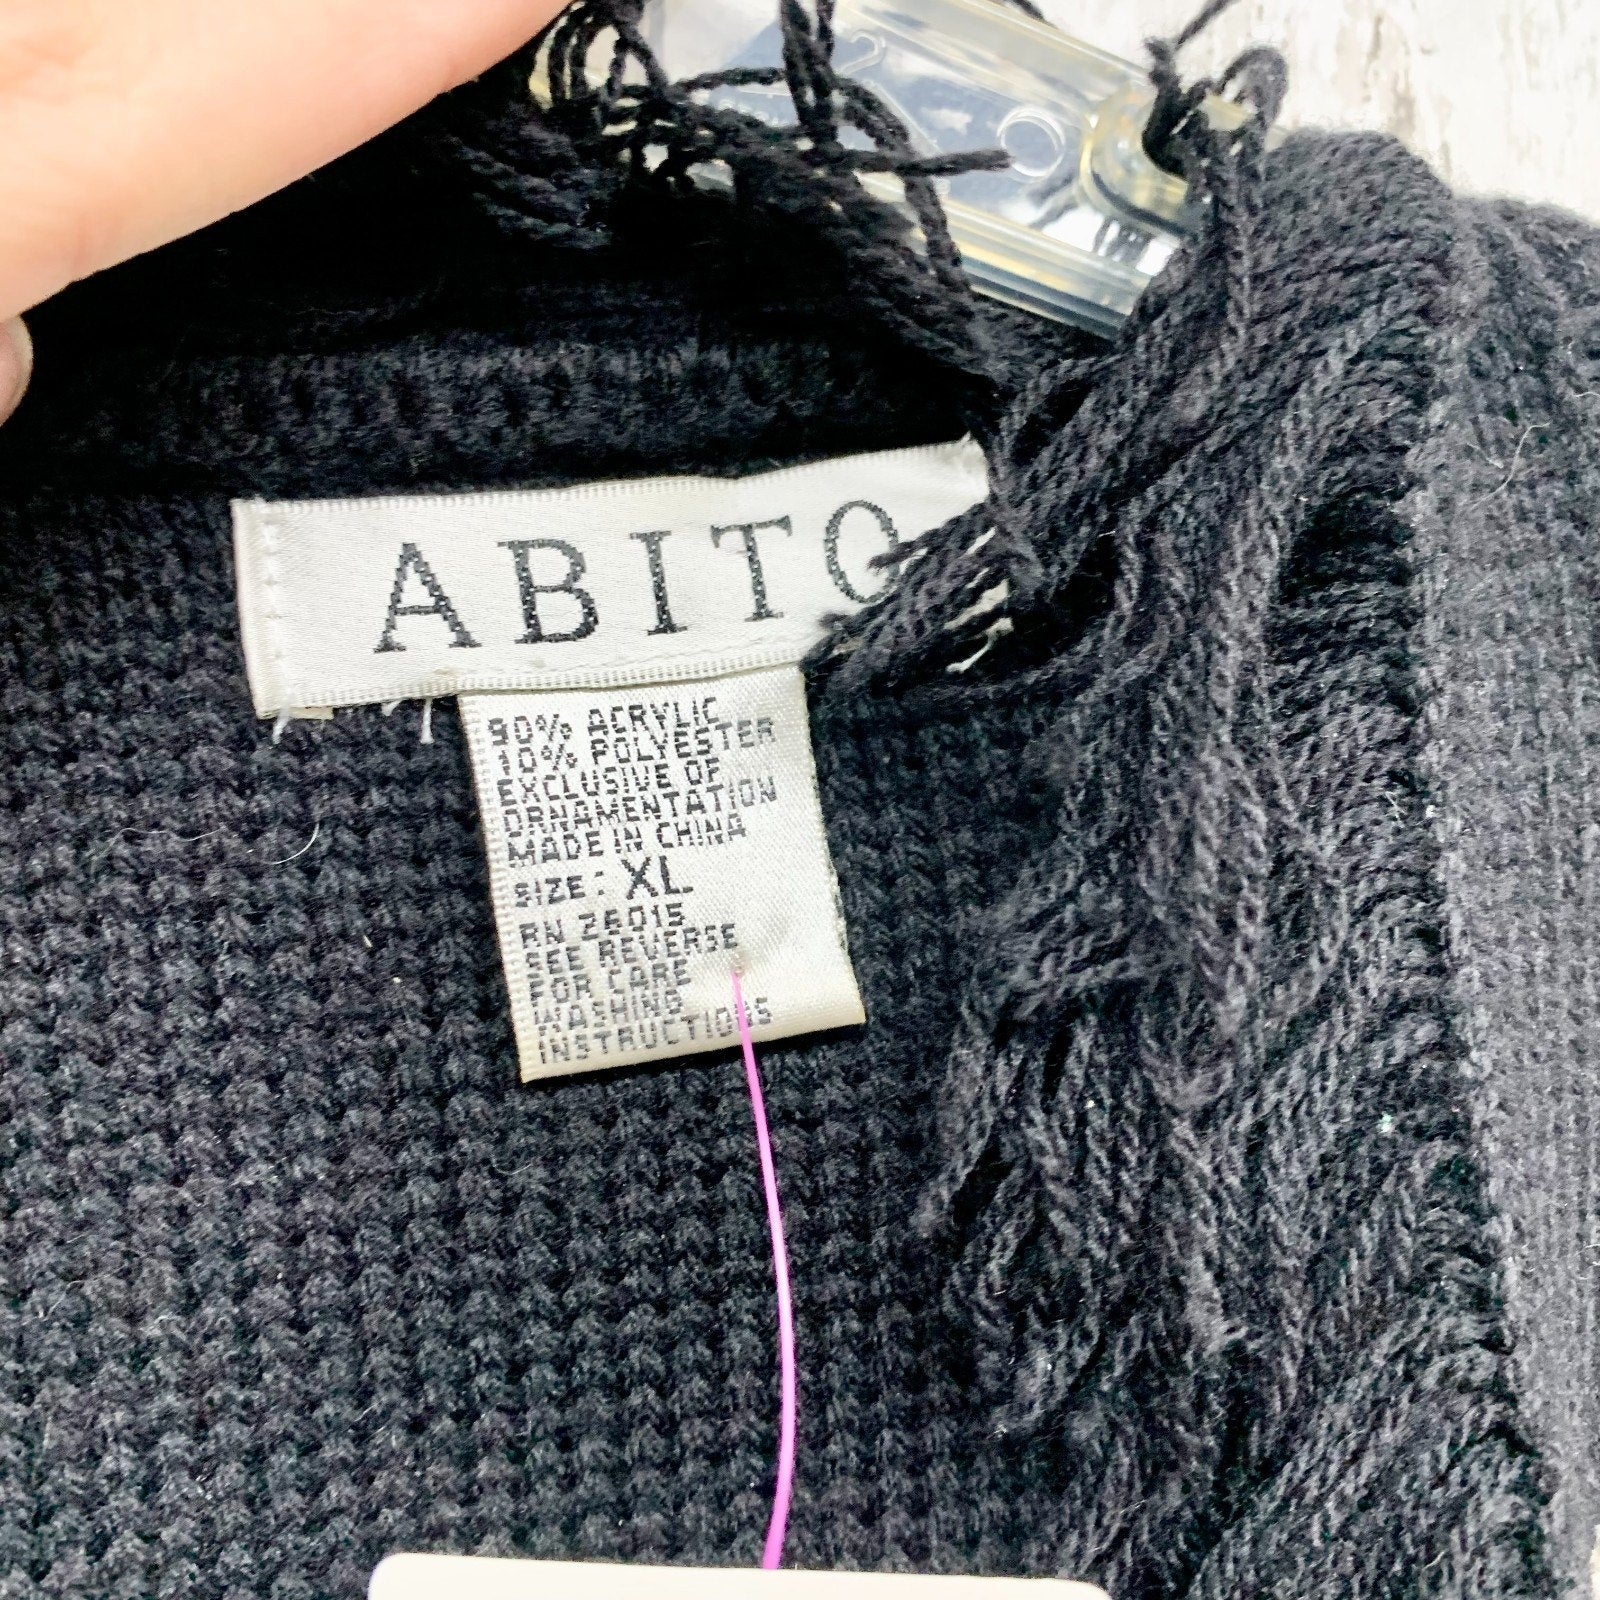 ABITO
90% ACRYLIC
10% POLYESTER
EXCLUSIVE OF
ORNAMENTATION
MADE IN CHINA
SIZE: XL
RN 26015
SEE REVERSE
FOR CARE
WASHING
INSTRUCTIONS